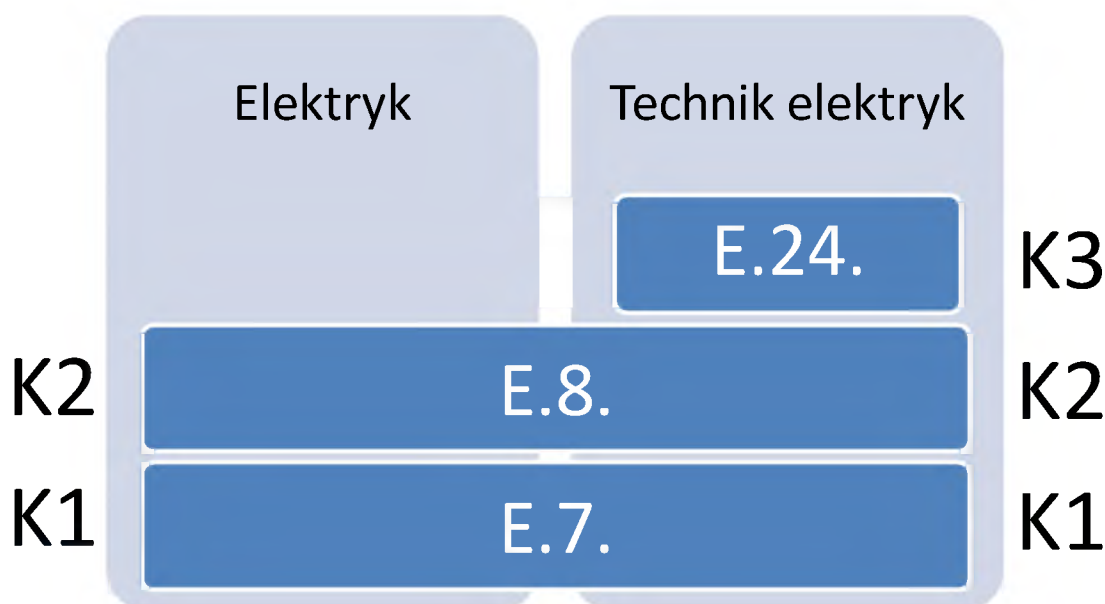 Elektryk
Technik elektryk
E.24.
K3
K2
E.8.
K2
K1
E.7.
K1